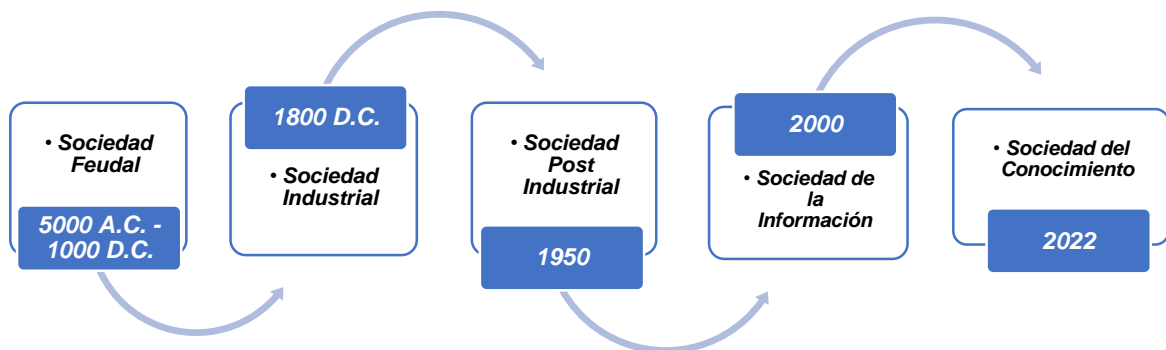 • Sociedad
Feudal
5000 A.C. -
1000 D.C.
1800 D.C.
• Sociedad
Industrial
• Sociedad
Post
Industrial
1950
2000
• Sociedad de
la
Información
• Sociedad del
Conocimiento
2022